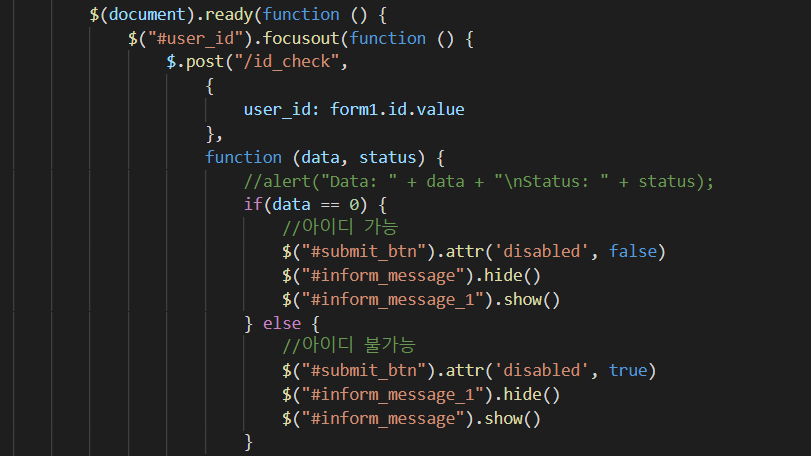 $(document).ready(function () {
$("#user_id").focusout(function () {
$.post("/id_check",
{
user_id: form1.id.value
},
function (data, status) {
//alert("Data: " + data + "\nStatus: " + status);
if(data == 0) {
//아이디 가능
$("#submit_btn").attr('disabled', false)
$("#inform_message").hide()
$("#inform_message_1").show()
} else {
//아이디 불가능
$("#submit_btn").attr('disabled', true)
$("#inform_message_1").hide()
$("#inform_message").show()
}